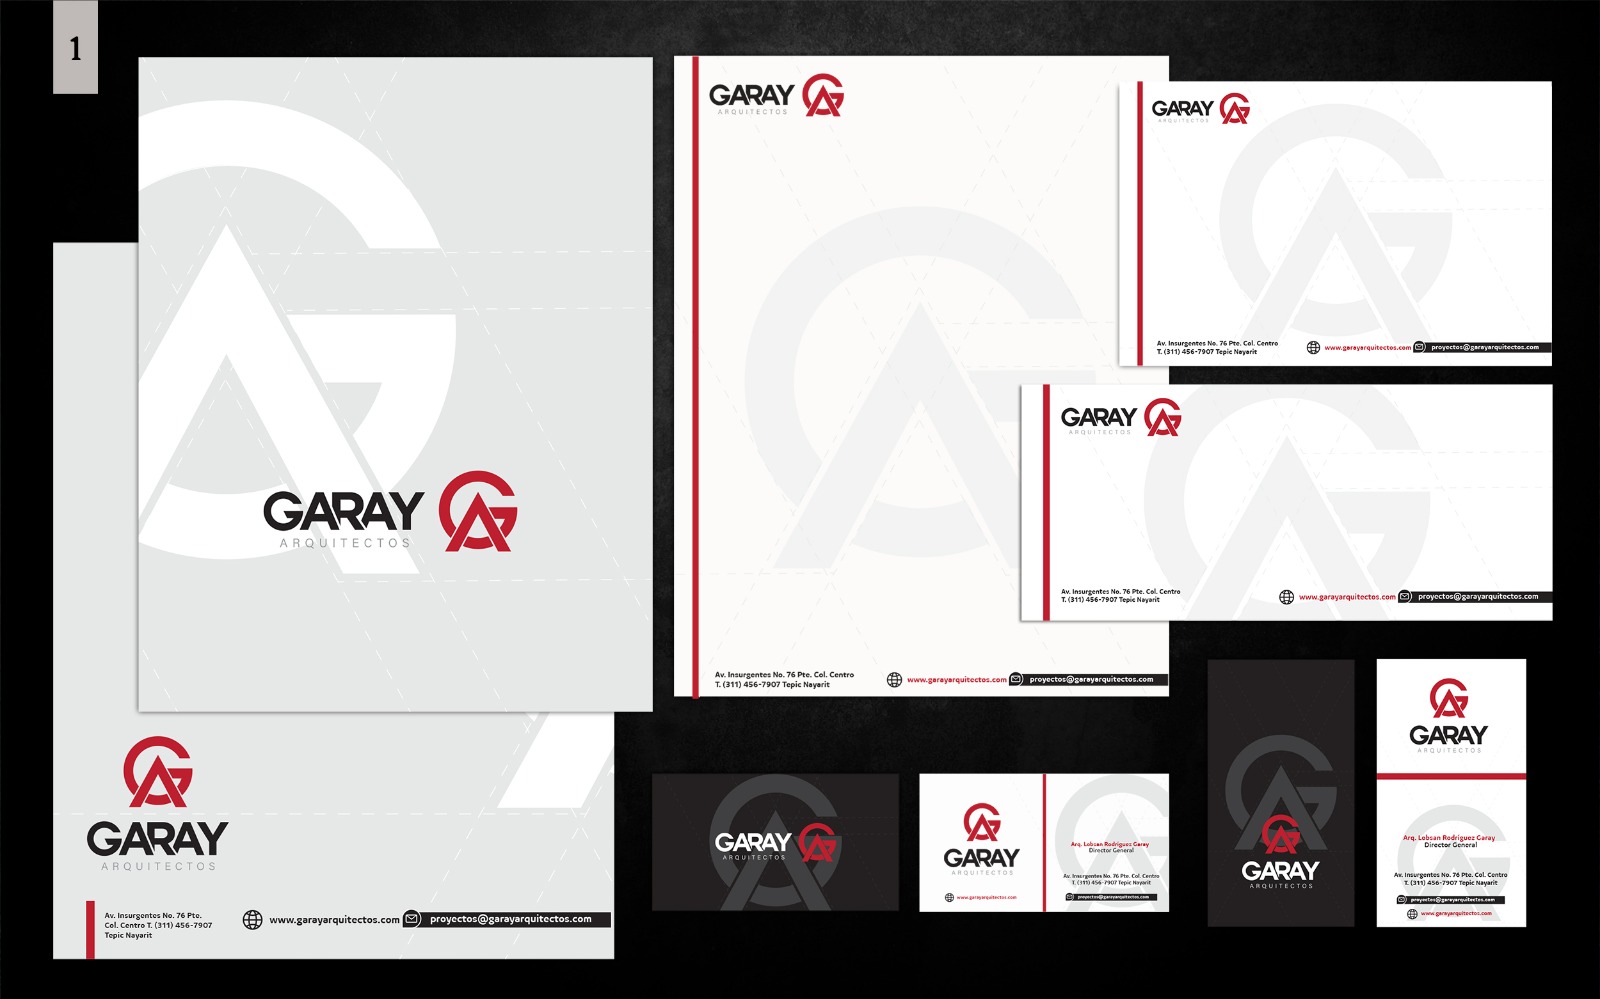 1
GARAY
ARQUITECTOS
GARAY
ARQUITECTOS
Av. Insurgentes No. 76 Pte.
Col. Centro T. (311) 456-7907
Tepic Nayarit
www.garayarquitectos.com
proyectos@garayarquitectos.com
GARAY
ARQUITECTOS
Av. Insurgentes No. 76 Pte. Col. Centro
T. (311) 456-7907 Tepic Nayarit
www.garayarquitectos.com
proyectos@garayarquitectos.com
GARAY
ARQUITECTOS
Av. Insurgentes No. 76 Pte. Col. Centro
T. (311) 456-7907 Tepic Nayarit
www.garayarquitectos.com
proyectos@garayarquitectos.com
GARAY
ARQUITECTOS
Av. Insurgentes No. 76 Pte Col. Centro
T. (311) 456-7907 Tepic Nayarit
www.garayarquitectos.com
proyectos@garayarquitectos.com
GARAY
ARQUITECTOS
GARAY
ARQUITECTOS
www.garayarquitectos.com
Arq. Lobsan Rodríguez Garay
Director General
Av. Insurgentes No. 76 Pte. Col. Centro
T. (311) 456-7907 Tepic Nayarit
proyectos@garayarquitectos.com
GARAY
ARQUITECTOS
GARAY
ARQUITECTOS
Arq. Lobsan Rodríguez Garay
Director General
Av. Insurgentes No. 76 Pte. Col. Centro
T. (311) 456-7907 Tepic Nayarit
proyectos@garayarquitectos.com
www.garayarquitectos.com